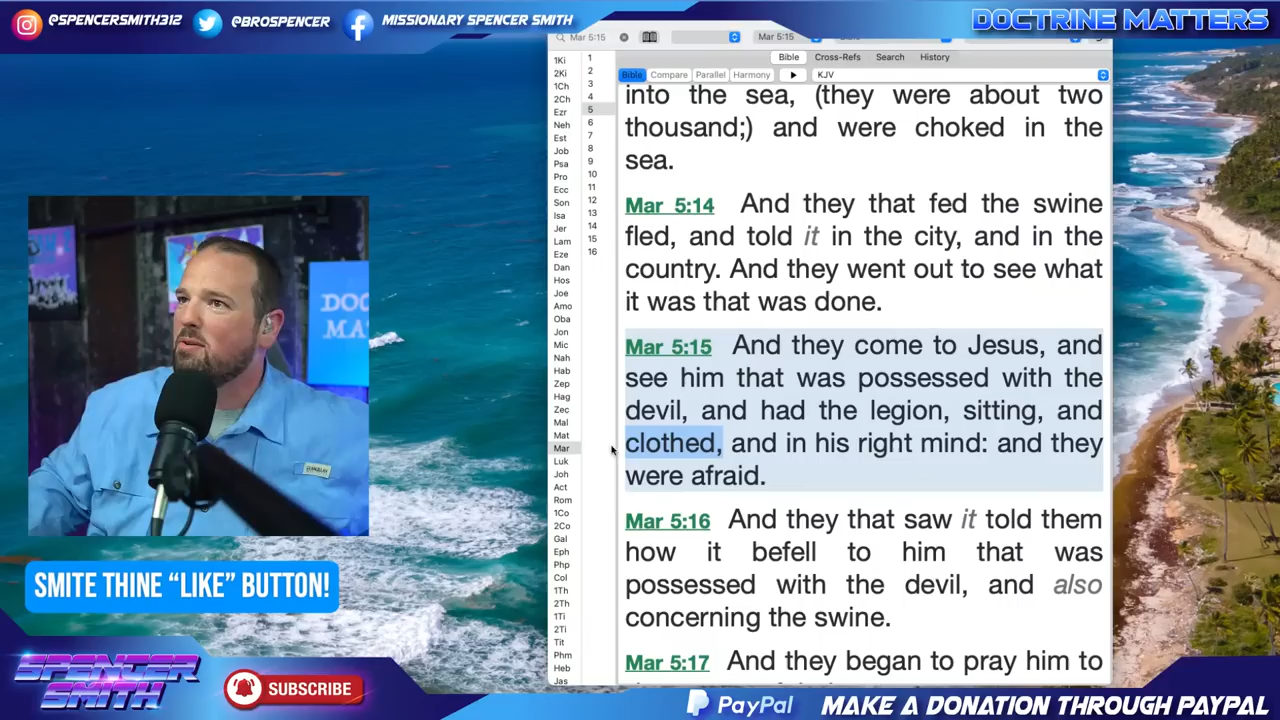 @SPENCERSMITH312 @BROSPENCER MISSIONARY SPENCER SMITH
DOCTRINE MATTERS
Mar 5:15 Mar 5:15
Bible Cross-Refs Search History
Bible Compare Parallel Harmony KJV
1Ki
2Ki
1Ch
2Ch
Ezr
Neh
Est
Job
Psa
Pro
Ecc
Son
Isa
Jer
Lam
Eze
Dan
Hos
Joe
Amo
Oba
Jon
Mic
Nah
Hab
Zep
Hag
Zec
Mal
Mat
Mar
Luk
Joh
Act
Rom
1Co
2Co
Gal
Eph
Php
Col
1Th
2Th
1Ti
2Ti
Tit
Phm
Heb
Jas
1
2
3
4
5
6
7
8
9
10
11
12
13
14
15
16
into the sea, (they were about two
thousand;) and were choked in the
sea.
Mar 5:14 And they that fed the swine
fled, and told it in the city, and in the
country. And they went out to see what
it was that was done.
Mar 5:15 And they come to Jesus, and
see him that was possessed with the
devil, and had the legion, sitting, and
clothed, and in his right mind: and they
were afraid.
Mar 5:16 And they that saw it told them
how it befell to him that was
possessed with the devil, and also
concerning the swine.
Mar 5:17 And they began to pray him to
DOC
MA
SMITE THINE “LIKE” BUTTON!
SPENCER
SMITH
SUBSCRIBE
PayPal MAKE A DONATION THROUGH PAYPAL